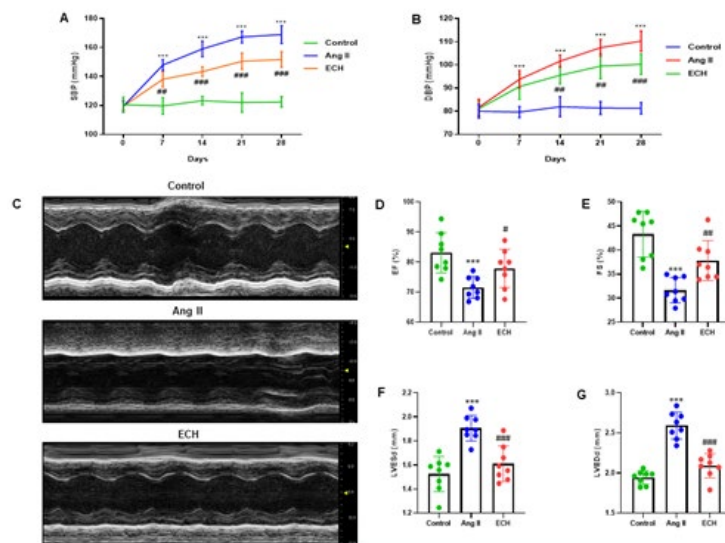 A
SBP (mmHg)
180
160
140
120
100
***
***
***
***
##
###
###
###
0
7
14
21
28
Days
Control
Ang II
ECH
B
DBP (mmHg)
120
110
100
90
80
70
***
***
***
***
##
##
###
0
7
14
21
28
Days
Control
Ang II
ECH
C
Control
Ang II
ECH
D
EF (%)
100
90
80
70
60
***
#
Control
Ang II
ECH
E
FS (%)
50
45
40
35
30
25
***
##
Control
Ang II
ECH
F
LVESd (mm)
2.2
2.0
1.8
1.6
1.4
1.2
***
###
Control
Ang II
ECH
G
LVEDd (mm)
3.0
2.5
2.0
1.5
***
###
Control
Ang II
ECH